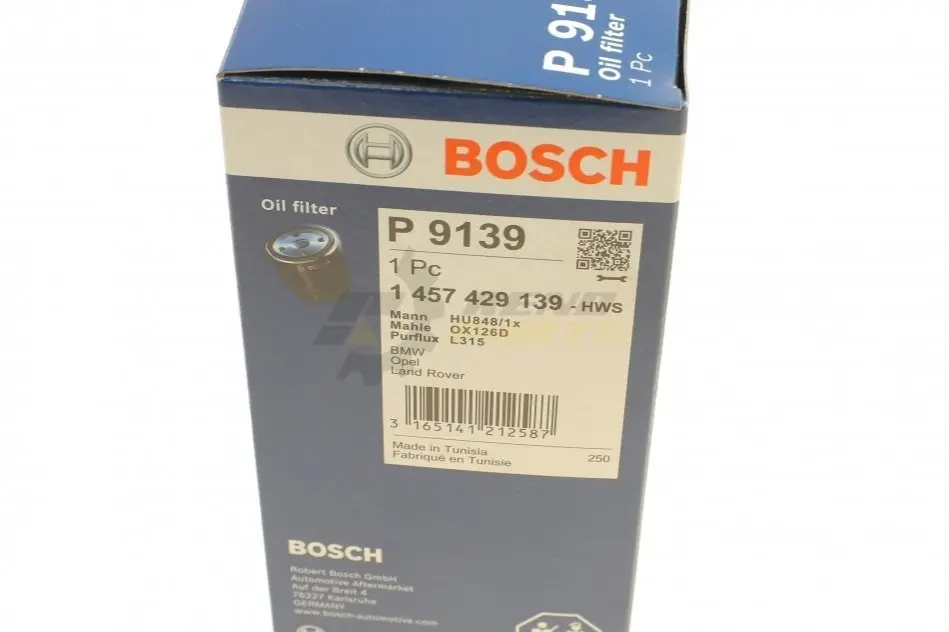 P 913
Oil filter
1 Pc
BOSCH
Oil filter
P 9139
1 Pc
1 457 429 139 - HWS
Mann HU848/1x
Mahle OX126D
Purflux L315
BMW
Opel
Land Rover
3 165141 212587
Made in Tunisia
Fabriqué en Tunisie 250
BOSCH
Robert Bosch GmbH
Automotive Aftermarket
Auf der Breit 4
76227 Karlsruhe
GERMANY
www.bosch-automotive.com